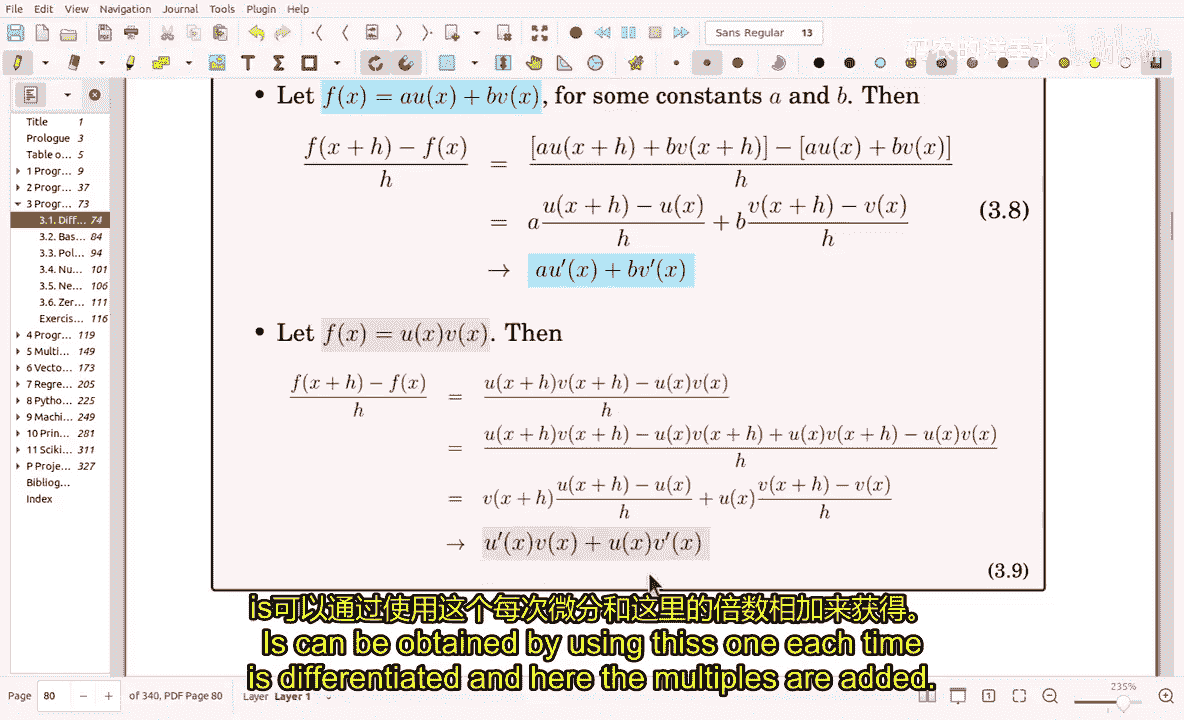 File Edit View Navigation Journal Tools Plugin Help
Sans Regular 13
Title 1
Prologue 3
Table o... 5
1 Progr... 9
2 Progr... 37
3 Progr... 73
3.1. Diff... 74
3.2. Bas... 84
3.3. Pol... 94
3.4. Nu... 101
3.5. Ne... 106
3.6. Zer... 111
Exercis... 116
4 Progr... 119
5 Multi... 149
6 Vecto... 173
7 Regre... 205
8 Pytho... 225
9 Machi... 249
10 Prin... 281
11 Sciki... 311
P Proje... 327
Bibliog...
Index
• Let f(x) = au(x) + bv(x), for some constants a and b. Then
f(x + h) − f(x) / h = [au(x + h) + bv(x + h)] − [au(x) + bv(x)] / h
= a u(x + h) − u(x) / h + b v(x + h) − v(x) / h (3.8)
→ au′(x) + bv′(x)
• Let f(x) = u(x)v(x). Then
f(x + h) − f(x) / h = u(x + h)v(x + h) − u(x)v(x) / h
= u(x + h)v(x + h) − u(x)v(x + h) + u(x)v(x + h) − u(x)v(x) / h
= v(x + h) u(x + h) − u(x) / h + u(x) v(x + h) − v(x) / h
→ u′(x)v(x) + u(x)v′(x)
(3.9)
is可以通过使用这个每次微分和这里的倍数相加来获得。
Is can be obtained by using thiss one each time
is differentiated and here the multiples are added.
Page 80 − + of 340, PDF Page 80 Layer Layer 1
235%